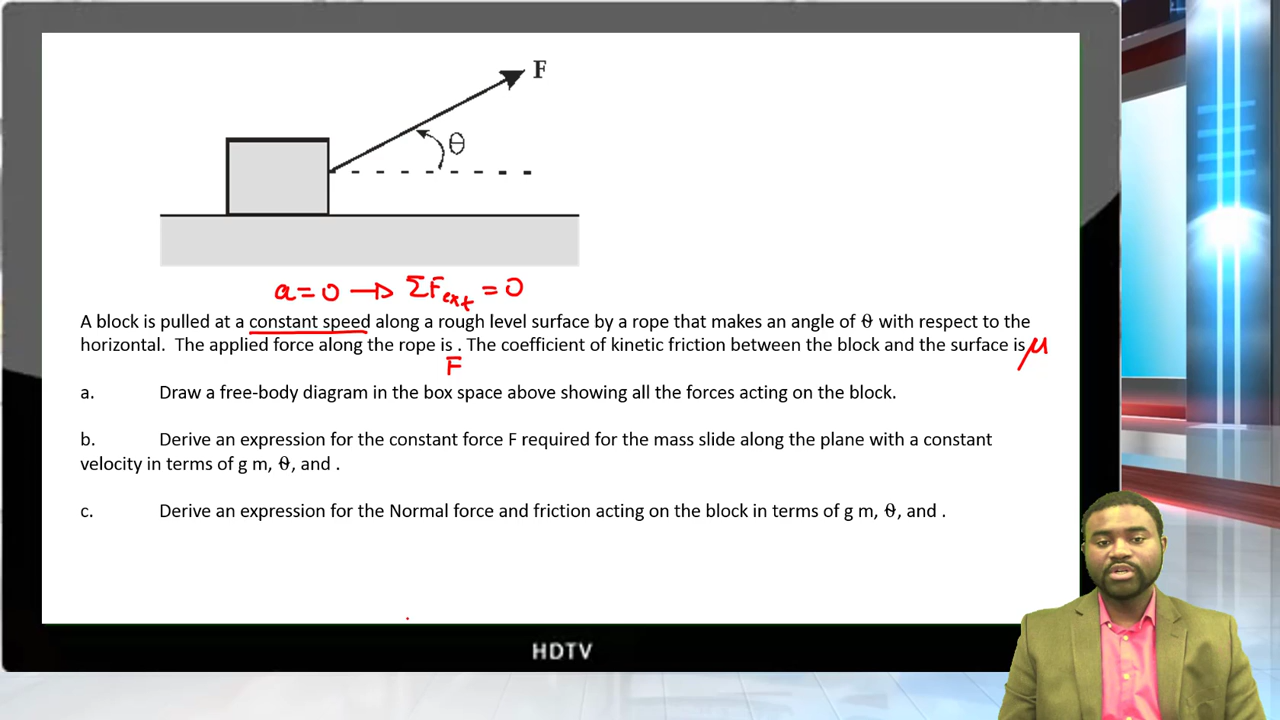 F
θ
a=0 → ΣF_ext = 0
A block is pulled at a constant speed along a rough level surface by a rope that makes an angle of θ with respect to the
horizontal. The applied force along the rope is . The coefficient of kinetic friction between the block and the surface is μ
F
a. Draw a free-body diagram in the box space above showing all the forces acting on the block.
b. Derive an expression for the constant force F required for the mass slide along the plane with a constant
velocity in terms of g m, θ, and .
c. Derive an expression for the Normal force and friction acting on the block in terms of g m, θ, and .
HDTV